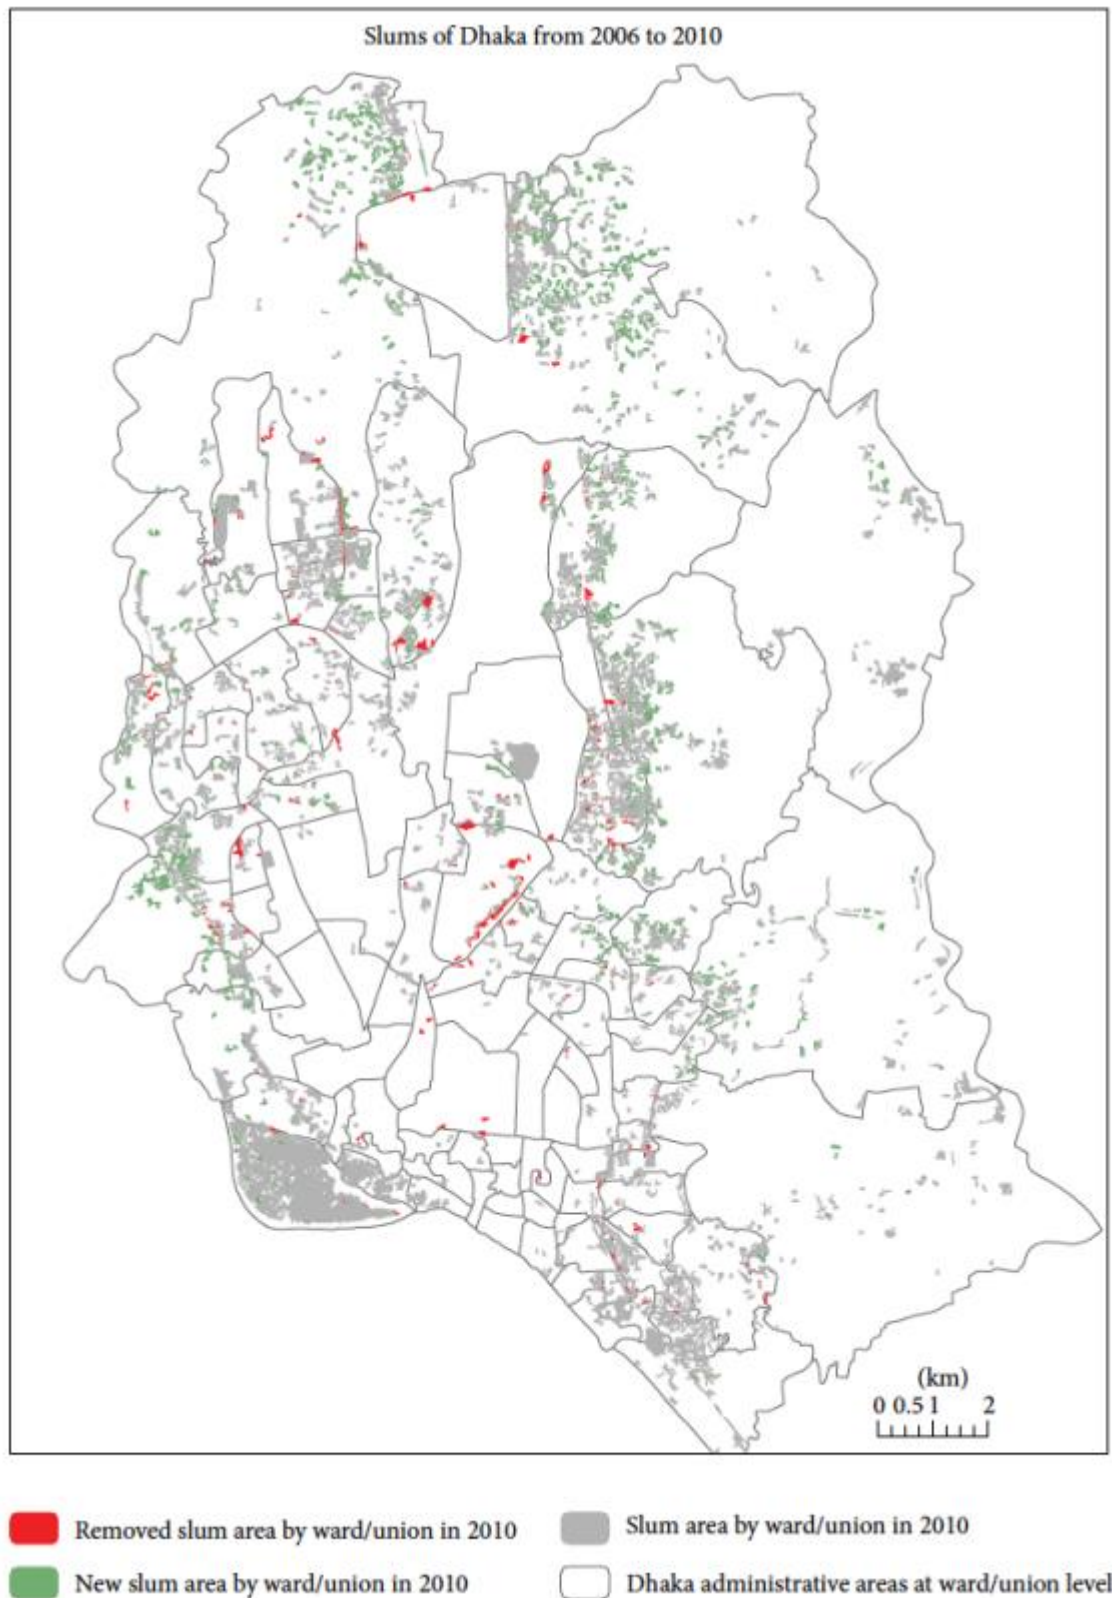 Slums of Dhaka from 2006 to 2010
(km)
0 0.5 1 2
Removed slum area by ward/union in 2010
Slum area by ward/union in 2010
New slum area by ward/union in 2010
Dhaka administrative areas at ward/union level